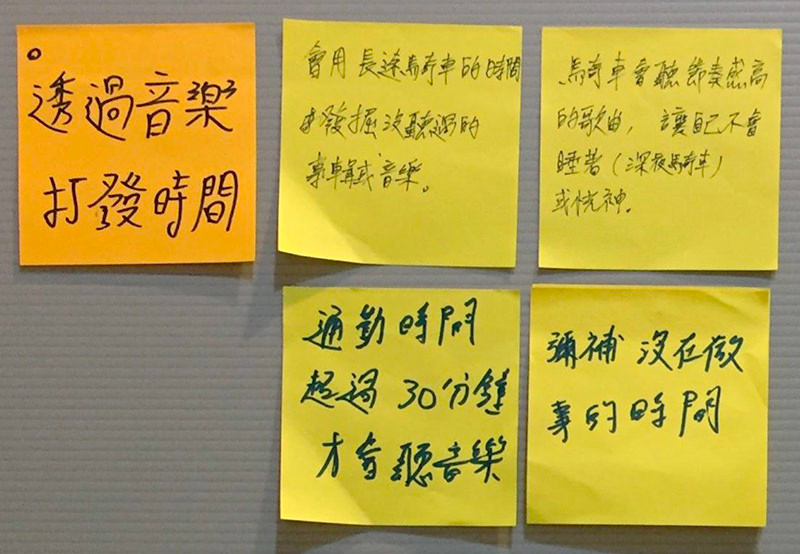 透過音樂
打發時間
會用長途騎車的時間
發掘沒聽過的
專輯或音樂。
騎車會聽節奏感高
的歌曲，讓自己不會
睡著(深夜騎車)
或恍神.
通勤時間
超過30分鐘
才會聽音樂
彌補沒在做
事的時間